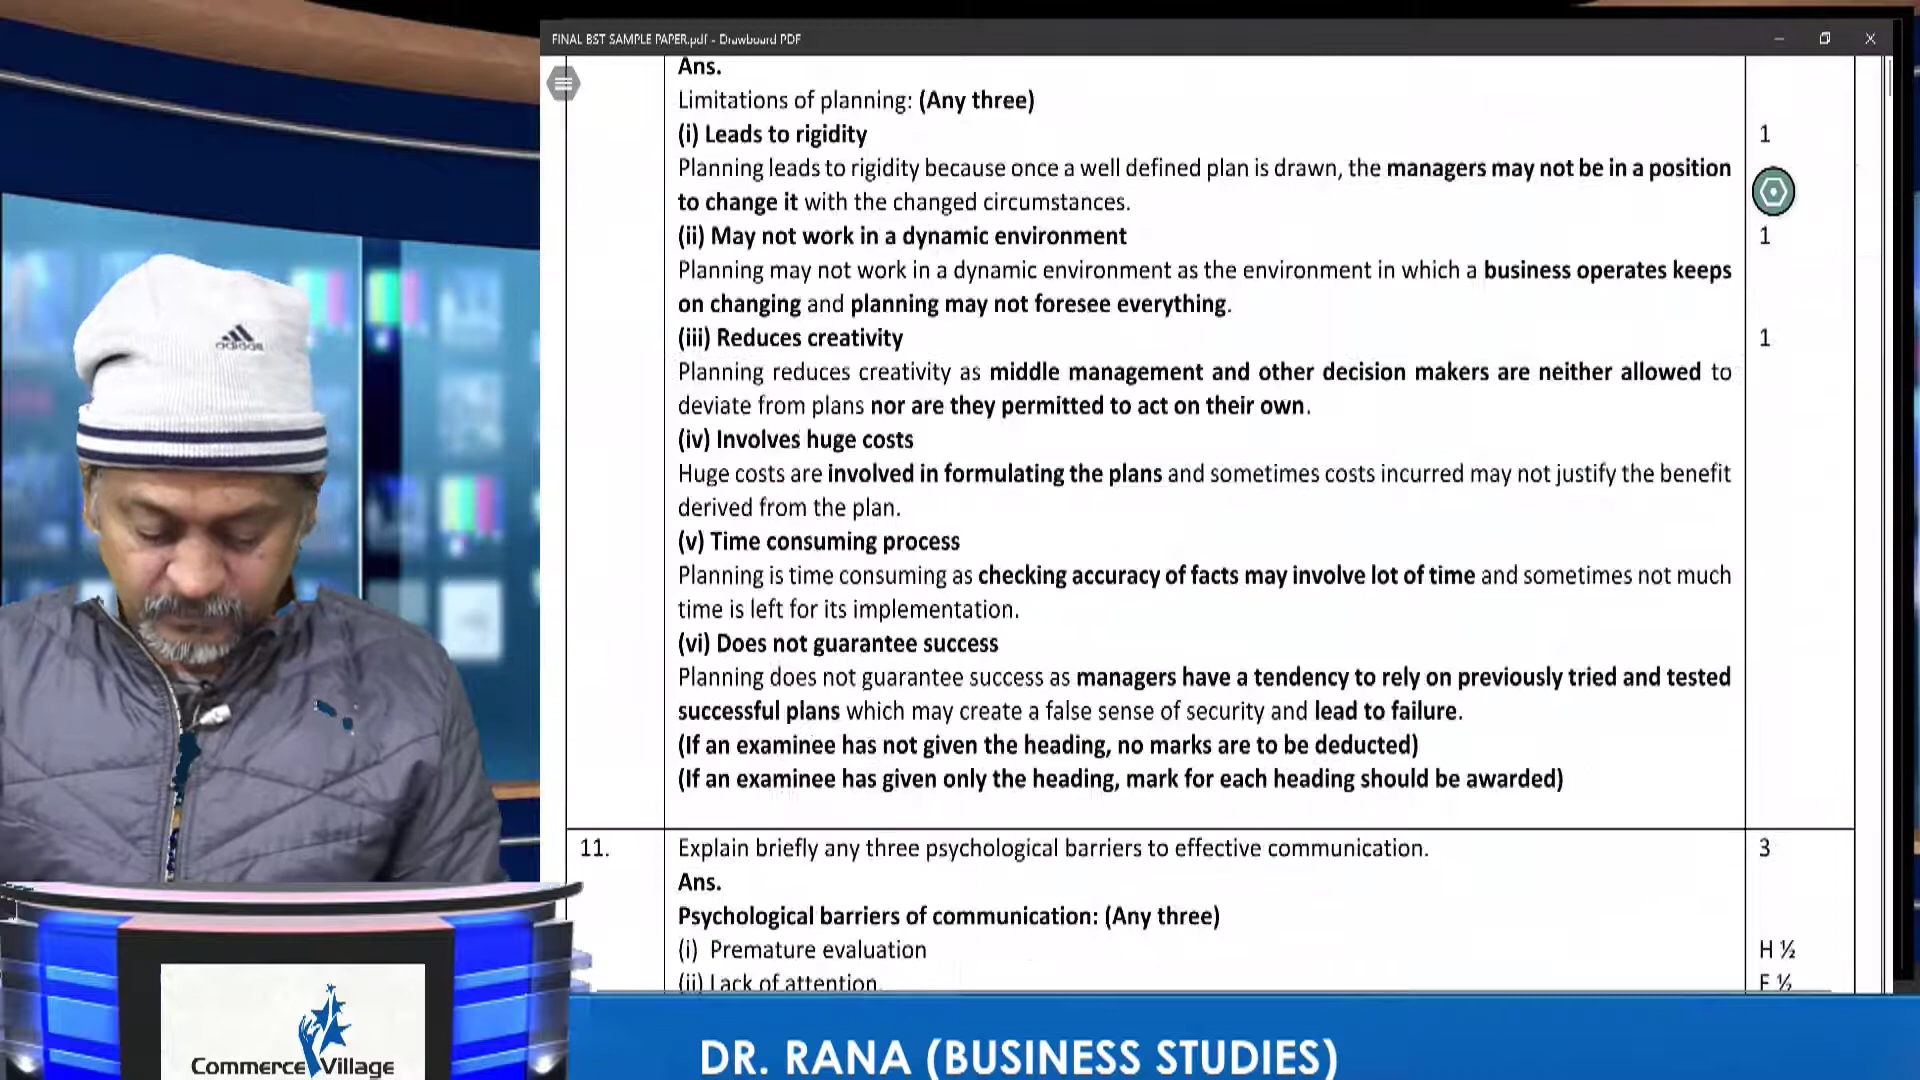 FINAL BST SAMPLE PAPER.pdf - Drawboard PDF
Ans.
Limitations of planning: (Any three)
(i) Leads to rigidity 1
Planning leads to rigidity because once a well defined plan is drawn, the managers may not be in a position
to change it with the changed circumstances.
(ii) May not work in a dynamic environment 1
Planning may not work in a dynamic environment as the environment in which a business operates keeps
on changing and planning may not foresee everything.
(iii) Reduces creativity 1
Planning reduces creativity as middle management and other decision makers are neither allowed to
deviate from plans nor are they permitted to act on their own.
(iv) Involves huge costs
Huge costs are involved in formulating the plans and sometimes costs incurred may not justify the benefit
derived from the plan.
(v) Time consuming process
Planning is time consuming as checking accuracy of facts may involve lot of time and sometimes not much
time is left for its implementation.
(vi) Does not guarantee success
Planning does not guarantee success as managers have a tendency to rely on previously tried and tested
successful plans which may create a false sense of security and lead to failure.
(If an examinee has not given the heading, no marks are to be deducted)
(If an examinee has given only the heading, mark for each heading should be awarded)
11. Explain briefly any three psychological barriers to effective communication. 3
Ans.
Psychological barriers of communication: (Any three)
(i) Premature evaluation H ½
(ii) Lack of attention E ½
adidas
Commerce Village
DR. RANA (BUSINESS STUDIES)